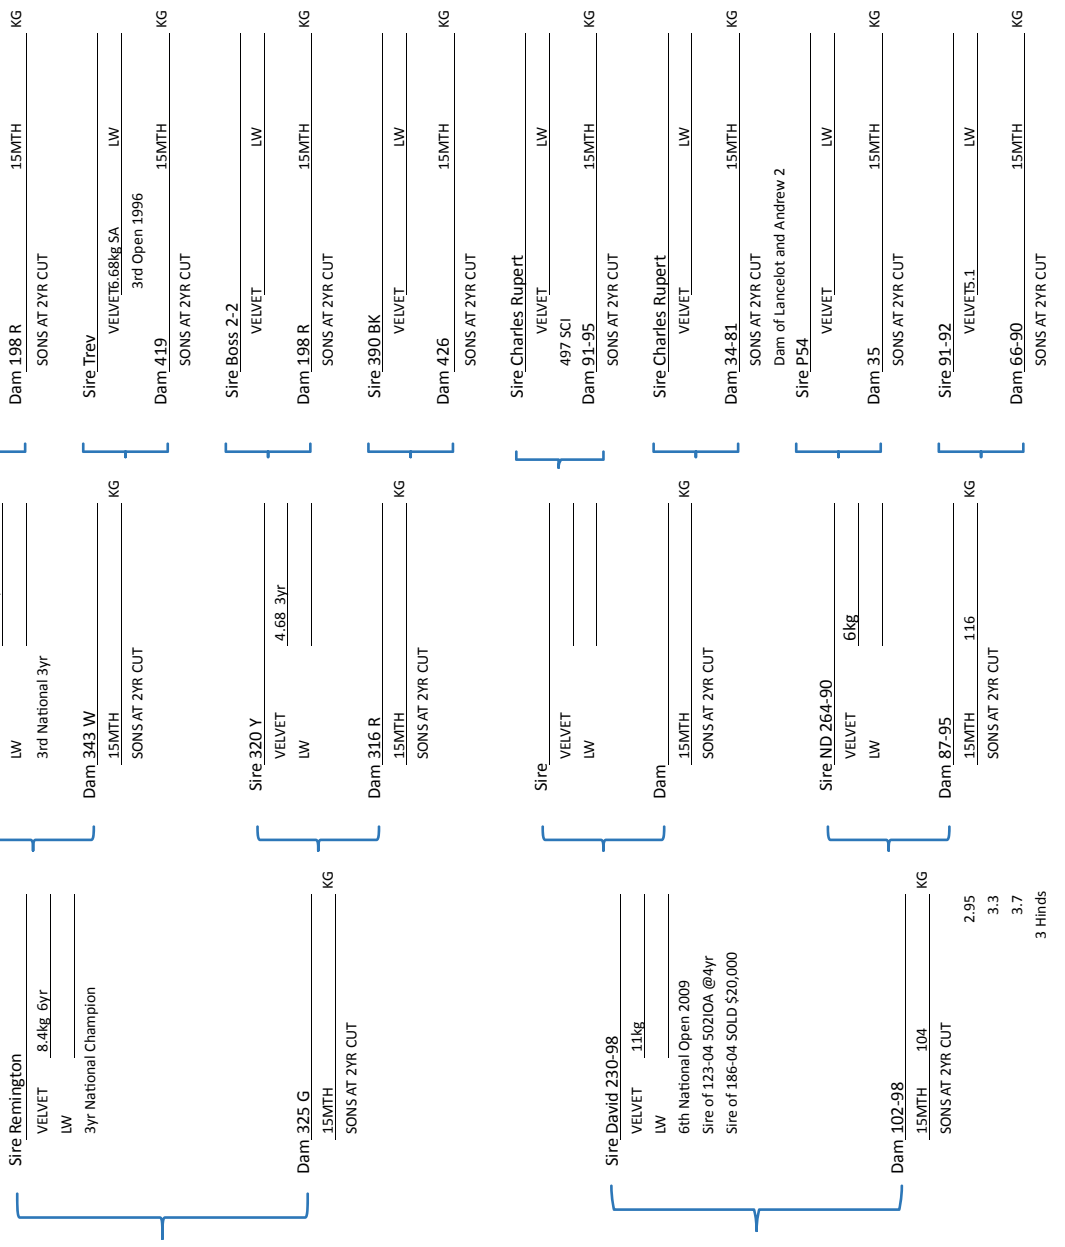 Sire Remington
VELVET 8.4kg 6yr
LW
3yr National Champion
Dam 325 G
15MTH KG
SONS AT 2YR CUT
Sire David 230-98
VELVET 11kg
LW
6th National Open 2009
Sire of 123-04 502IOA @4yr
Sire of 186-04 SOLD $20,000
Dam 102-98
15MTH 104 KG
SONS AT 2YR CUT
2.95
3.3
3.7
3 Hinds
LW
3rd National 3yr
Dam 343 W
15MTH KG
SONS AT 2YR CUT
Sire 320 Y
VELVET 4.68 3yr
LW
Dam 316 R
15MTH KG
SONS AT 2YR CUT
Sire
VELVET
LW
Dam
15MTH KG
SONS AT 2YR CUT
Sire ND 264-90
VELVET 6kg
LW
Dam 87-95
15MTH 116 KG
SONS AT 2YR CUT
Dam 198 R 15MTH KG
SONS AT 2YR CUT
Sire Trev
VELVET 6.68kg SA LW
3rd Open 1996
Dam 419 15MTH KG
SONS AT 2YR CUT
Sire Boss 2-2
VELVET LW
Dam 198 R 15MTH KG
SONS AT 2YR CUT
Sire 390 BK
VELVET LW
Dam 426 15MTH KG
SONS AT 2YR CUT
Sire Charles Rupert
VELVET LW
497 SCI
Dam 91-95 15MTH KG
SONS AT 2YR CUT
Sire Charles Rupert
VELVET LW
Dam 34-81 15MTH KG
SONS AT 2YR CUT
Dam of Lancelot and Andrew 2
Sire P54
VELVET LW
Dam 35 15MTH KG
SONS AT 2YR CUT
Sire 91-92
VELVET 5.1 LW
Dam 66-90 15MTH KG
SONS AT 2YR CUT